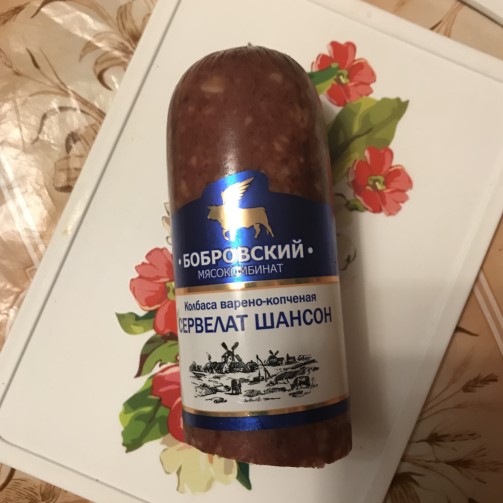 • БОБРОВСКИЙ •
МЯСОКОМБИНАТ
Колбаса варено-копченая
СЕРВЕЛАТ ШАНСОН